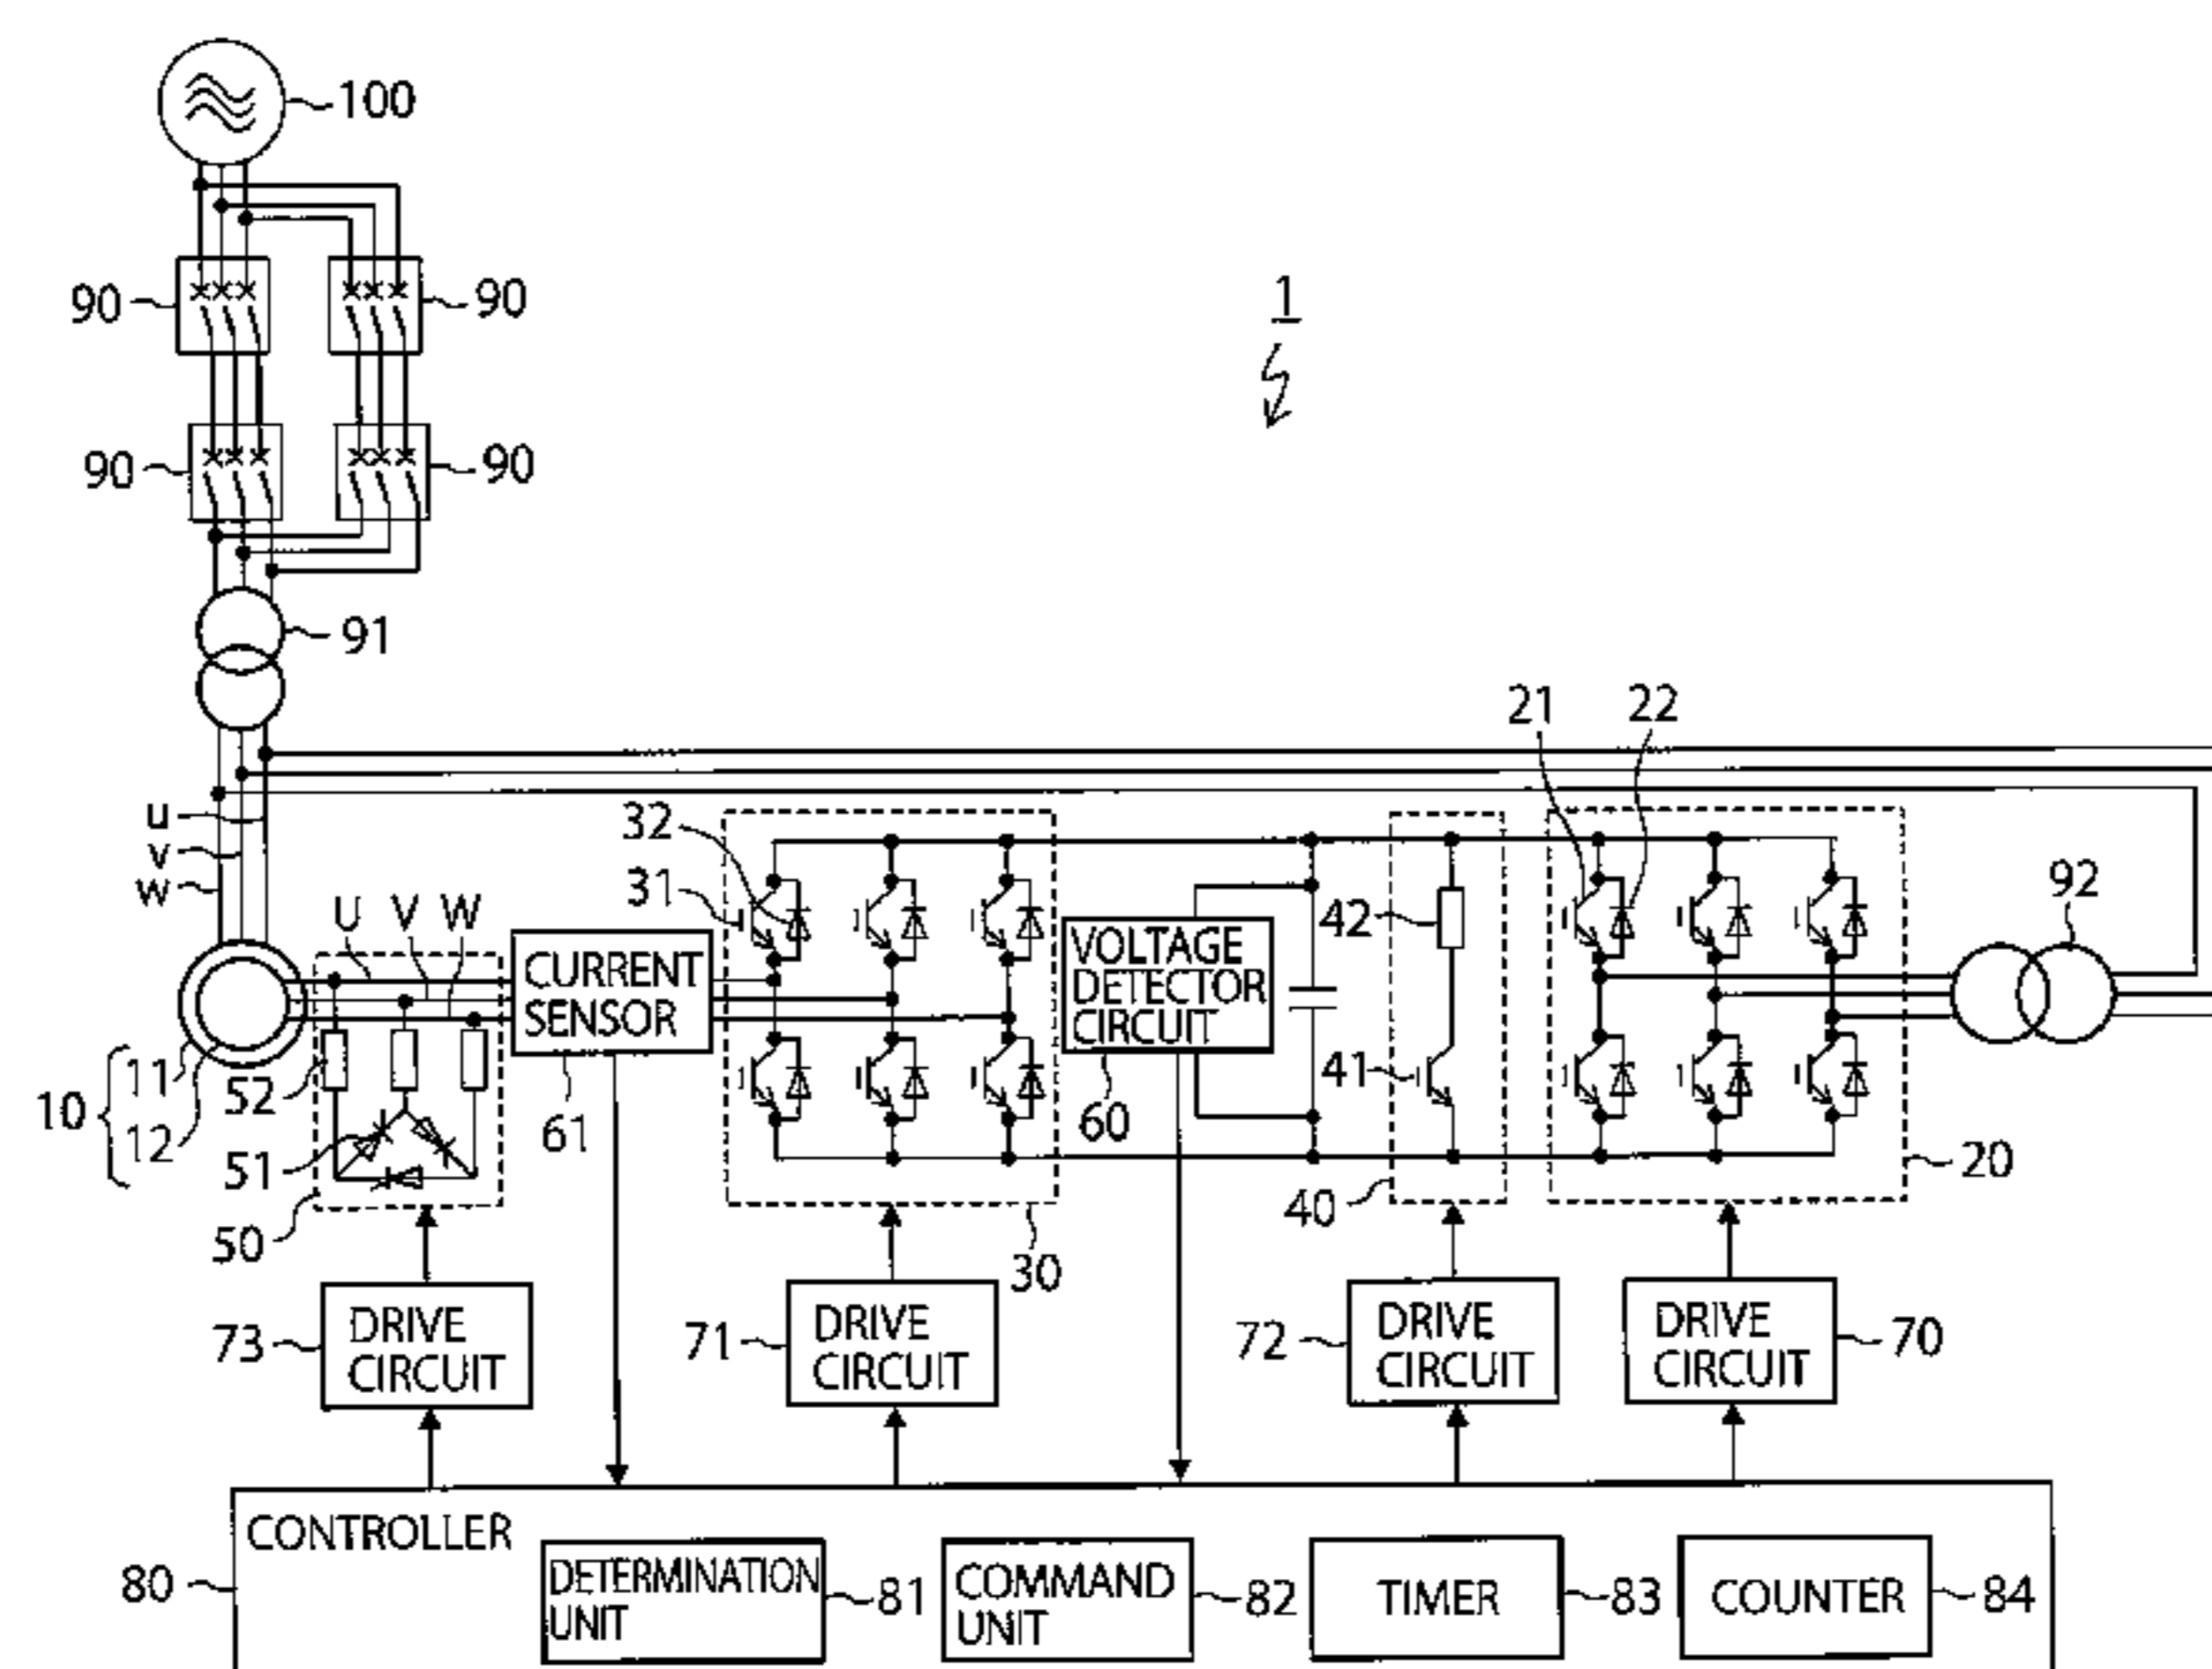 100
90
90
1
90
90
91
21
22
u
v
w
32
31
42
92
U
V
W
CURRENT
SENSOR
VOLTAGE
DETECTOR
CIRCUIT
10
11
12
52
51
61
60
41
20
50
30
40
73
DRIVE
CIRCUIT
71
DRIVE
CIRCUIT
72
DRIVE
CIRCUIT
DRIVE
CIRCUIT
70
CONTROLLER
80
DETERMINATION
UNIT
81
COMMAND
UNIT
82
TIMER
83
COUNTER
84